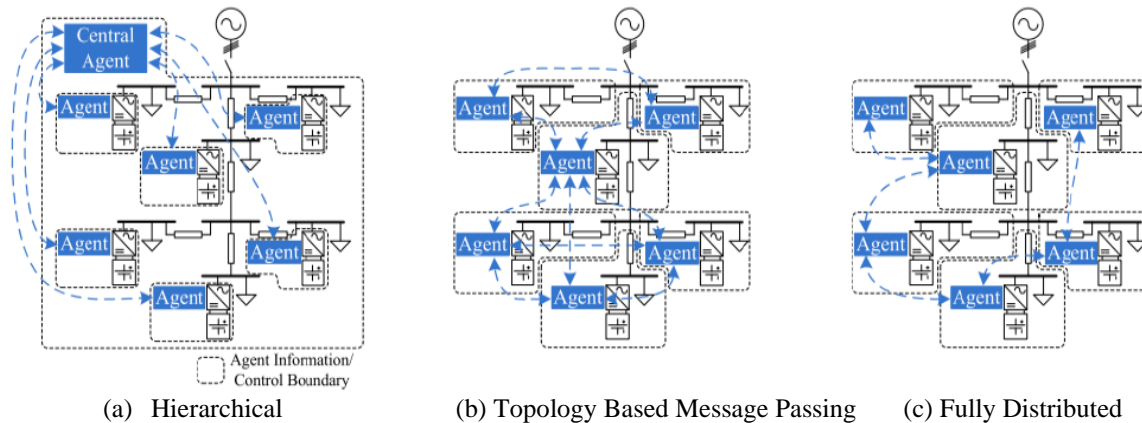 Central
Agent
Agent
Agent
Agent
Agent
Agent
Agent
Agent Information/
Control Boundary
(a) Hierarchical
Agent
Agent
Agent
Agent
Agent
Agent
(b) Topology Based Message Passing
Agent
Agent
Agent
Agent
Agent
Agent
(c) Fully Distributed